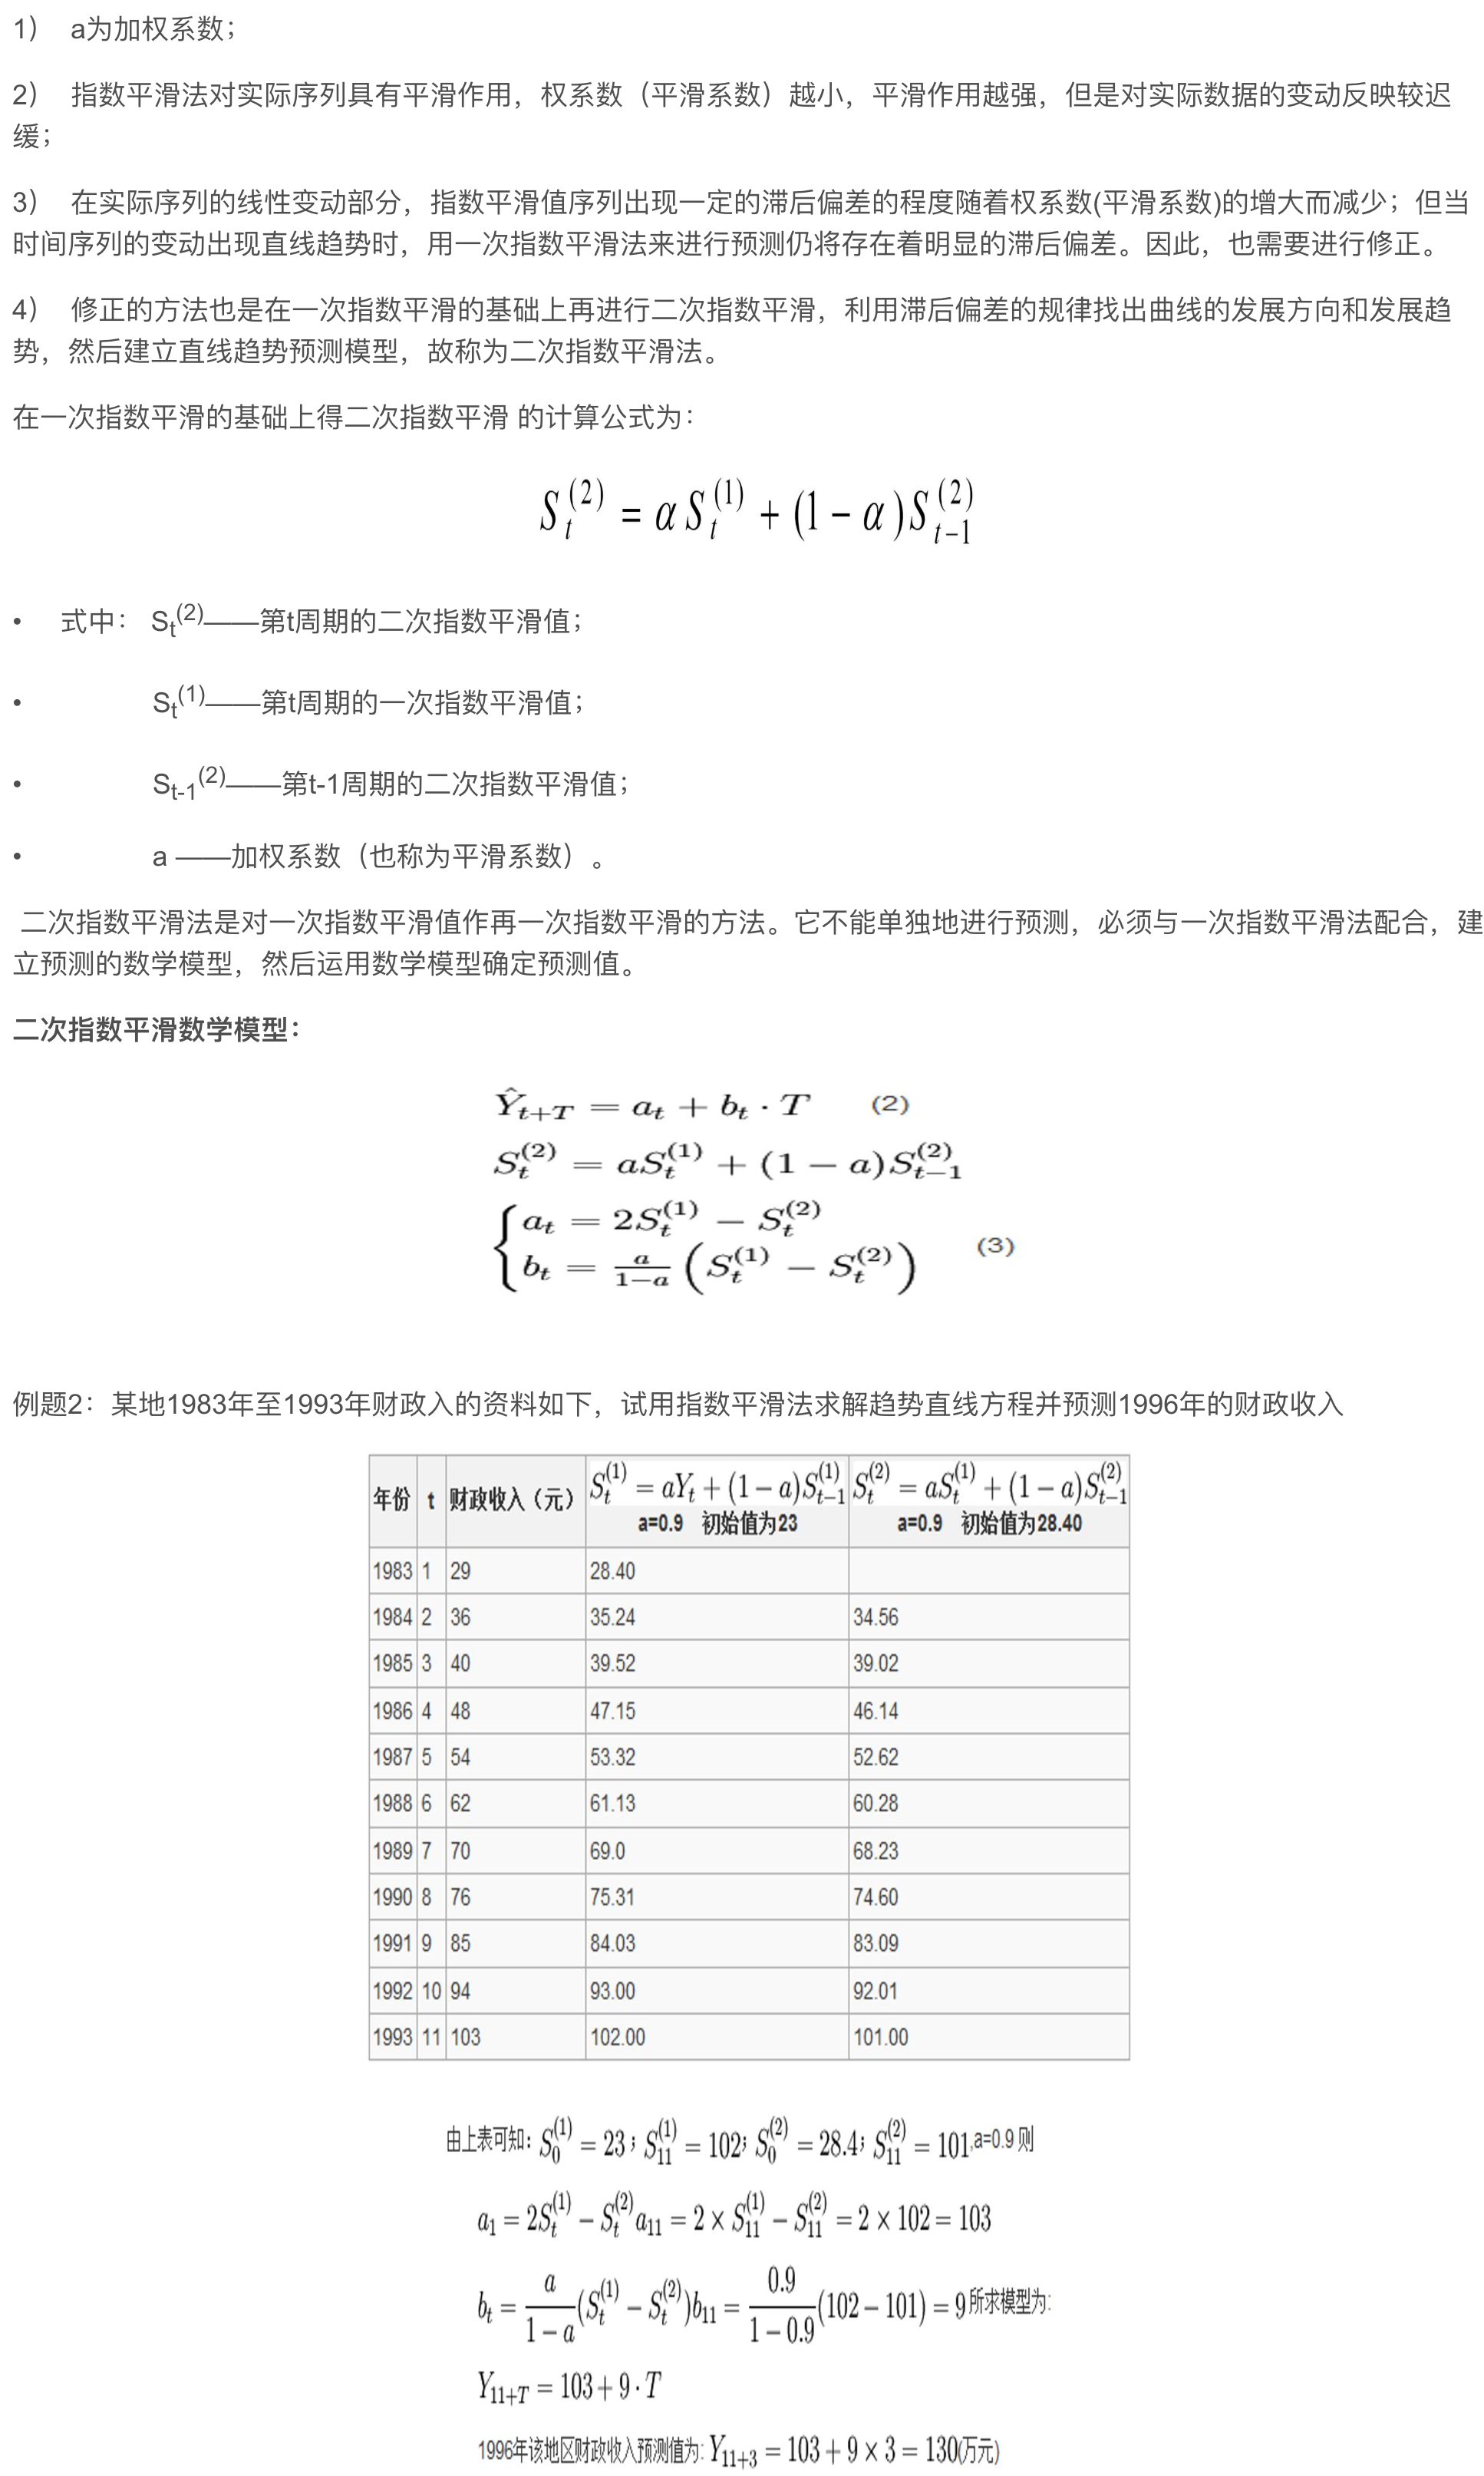 1） a为加权系数；
2） 指数平滑法对实际序列具有平滑作用，权系数（平滑系数）越小，平滑作用越强，但是对实际数据的变动反映较迟
缓；
3） 在实际序列的线性变动部分，指数平滑值序列出现一定的滞后偏差的程度随着权系数(平滑系数)的增大而减少；但当
时间序列的变动出现直线趋势时，用一次指数平滑法来进行预测仍将存在着明显的滞后偏差。因此，也需要进行修正。
4） 修正的方法也是在一次指数平滑的基础上再进行二次指数平滑，利用滞后偏差的规律找出曲线的发展方向和发展趋
势，然后建立直线趋势预测模型，故称为二次指数平滑法。
在一次指数平滑的基础上得二次指数平滑 的计算公式为：
S_t^(2) = αS_t^(1) + (1 − α)S_{t−1}^(2)
• 式中： S_t^(2)——第t周期的二次指数平滑值；
• S_t^(1)——第t周期的一次指数平滑值；
• S_{t-1}^(2)——第t-1周期的二次指数平滑值；
• a ——加权系数（也称为平滑系数）。
二次指数平滑法是对一次指数平滑值作再一次指数平滑的方法。它不能单独地进行预测，必须与一次指数平滑法配合，建
立预测的数学模型，然后运用数学模型确定预测值。
二次指数平滑数学模型：
Ŷ_{t+T} = a_t + b_t · T (2)
S_t^(2) = aS_t^(1) + (1 − a)S_{t−1}^(2)
{ a_t = 2S_t^(1) − S_t^(2)
b_t = a/(1−a) (S_t^(1) − S_t^(2)) (3)
例题2：某地1983年至1993年财政入的资料如下，试用指数平滑法求解趋势直线方程并预测1996年的财政收入
年份 t 财政收入（元） S_t^(1) = aY_t + (1 − a)S_{t−1}^(1) S_t^(2) = aS_t^(1) + (1 − a)S_{t−1}^(2)
a=0.9 初始值为23 a=0.9 初始值为28.40
1983 1 29 28.40
1984 2 36 35.24 34.56
1985 3 40 39.52 39.02
1986 4 48 47.15 46.14
1987 5 54 53.32 52.62
1988 6 62 61.13 60.28
1989 7 70 69.0 68.23
1990 8 76 75.31 74.60
1991 9 85 84.03 83.09
1992 10 94 93.00 92.01
1993 11 103 102.00 101.00
由上表可知：S_0^(1) = 23；S_11^(1) = 102；S_0^(2) = 28.4；S_11^(2) = 101,a=0.9 则
a_1 = 2S_t^(1) − S_t^(2) a_11 = 2 × S_11^(1) − S_11^(2) = 2 × 102 = 103
b_t = a/(1 − a) (S_t^(1) − S_t^(2)) b_11 = 0.9/(1 − 0.9) (102 − 101) = 9 所求模型为:
Y_{11+T} = 103 + 9 · T
1996年该地区财政收入预测值为: Y_{11+3} = 103 + 9 × 3 = 130(万元)